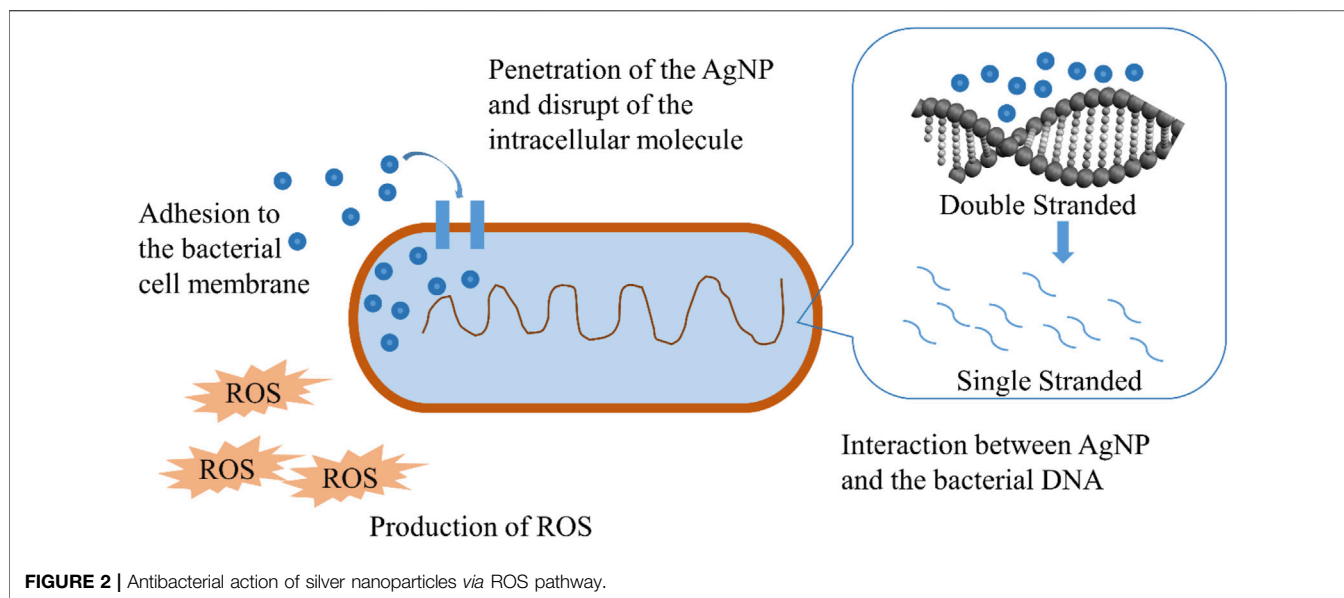 Penetration of the AgNP
and disrupt of the
intracellular molecule
Adhesion to
the bacterial
cell membrane
Double Stranded
Single Stranded
ROS
ROS
ROS
Production of ROS
Interaction between AgNP
and the bacterial DNA
FIGURE 2 | Antibacterial action of silver nanoparticles via ROS pathway.